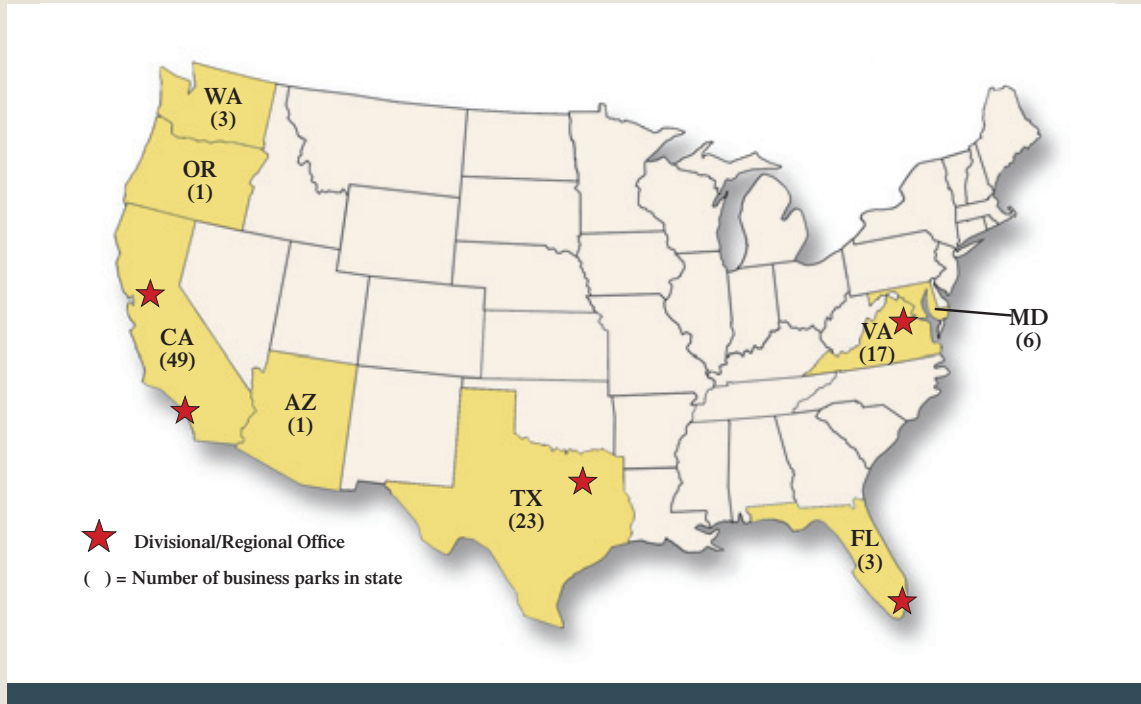 WA
(3)
OR
(1)
CA
(49)
AZ
(1)
TX
(23)
FL
(3)
VA
(17)
MD
(6)
Divisional/Regional Office
( ) = Number of business parks in state